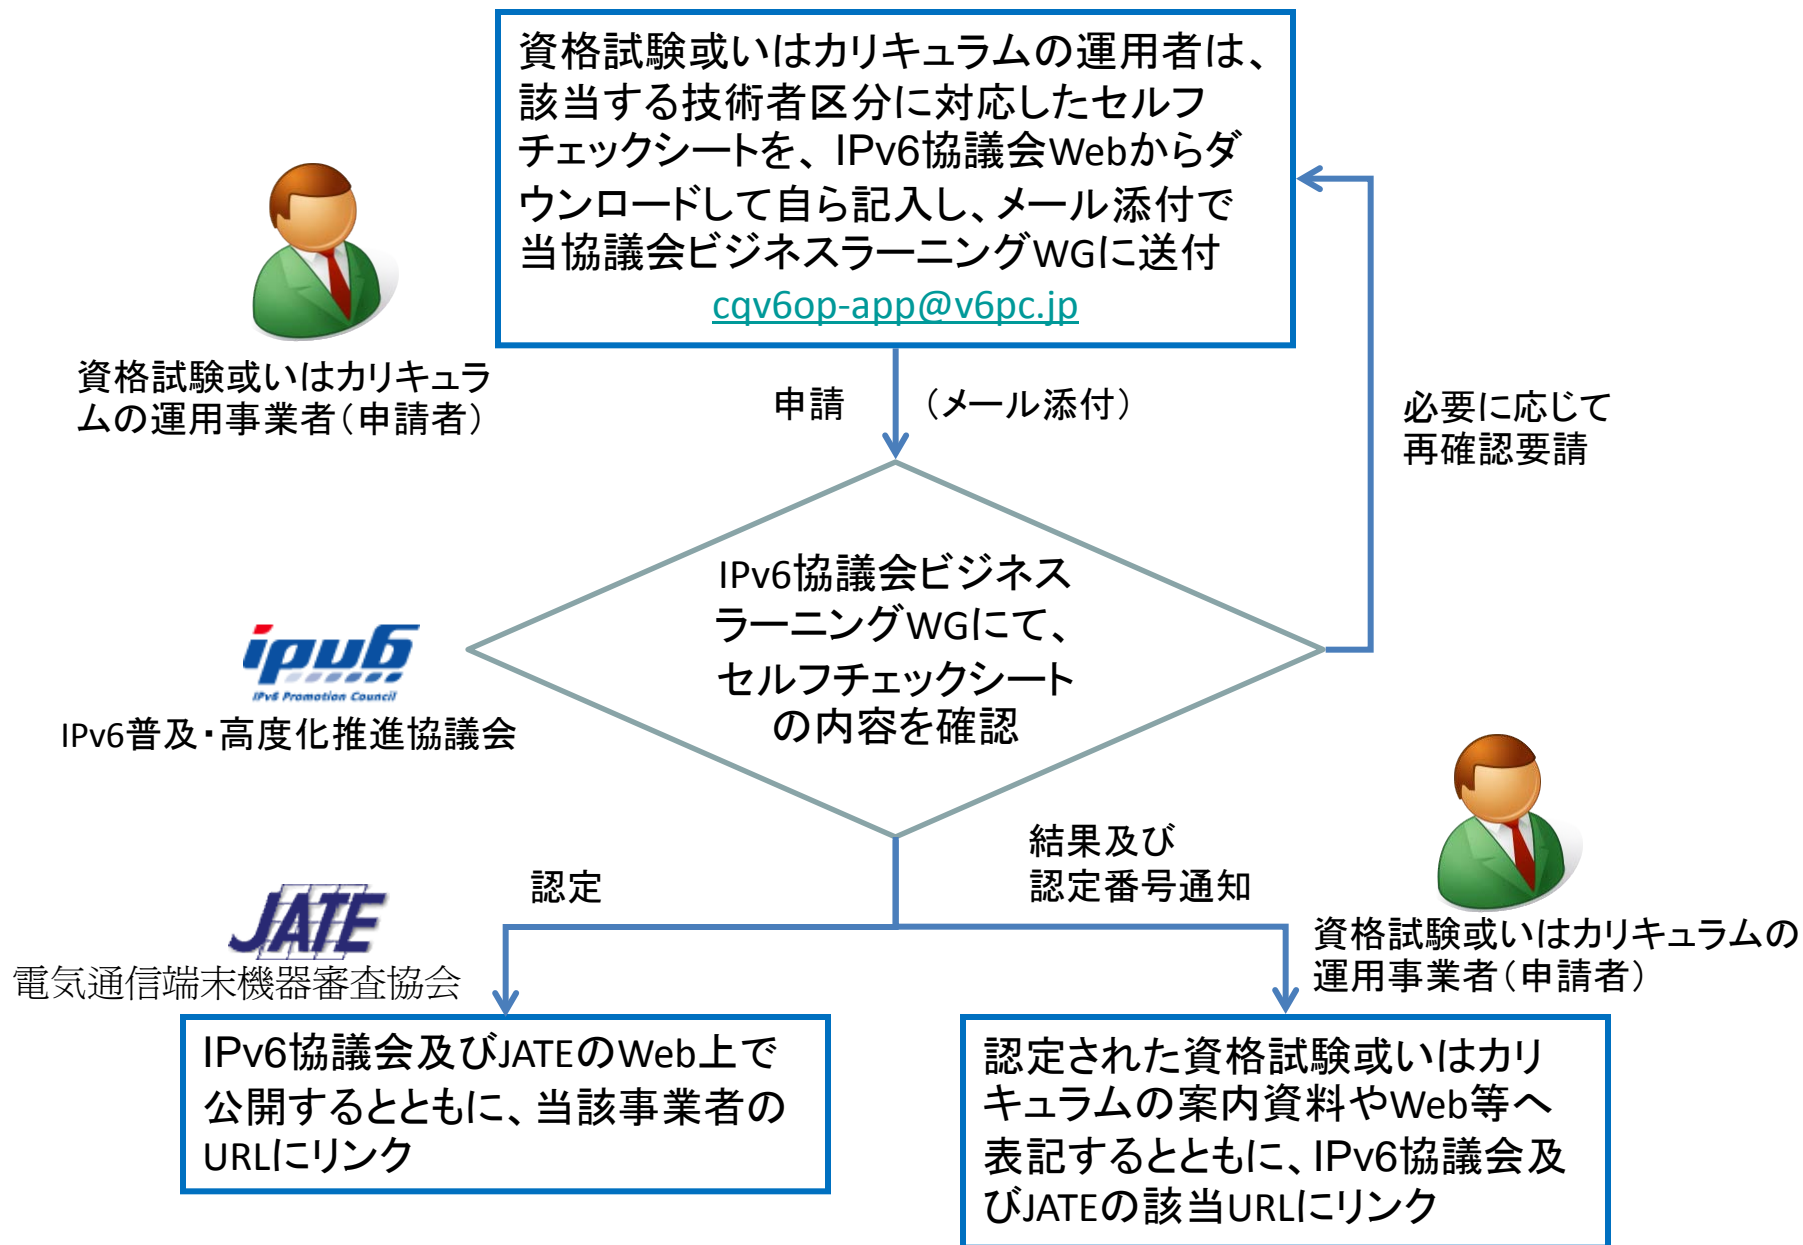 資格試験或いはカリキュラムの運用者は、
該当する技術者区分に対応したセルフ
チェックシートを、IPv6協議会Webからダ
ウンロードして自ら記入し、メール添付で
当協議会ビジネスラーニングWGに送付
cqv6op-app@v6pc.jp
資格試験或いはカリキュラ
ムの運用事業者（申請者）
申請
（メール添付）
必要に応じて
再確認要請
IPv6協議会ビジネス
ラーニングWGにて、
セルフチェックシート
の内容を確認
ipv6
IPv6 Promotion Council
IPv6普及・高度化推進協議会
認定
結果及び
認定番号通知
JATE
電気通信端末機器審査協会
資格試験或いはカリキュラムの
運用事業者（申請者）
IPv6協議会及びJATEのWeb上で
公開するとともに、当該事業者の
URLにリンク
認定された資格試験或いはカリ
キュラムの案内資料やWeb等へ
表記するとともに、IPv6協議会及
びJATEの該当URLにリンク